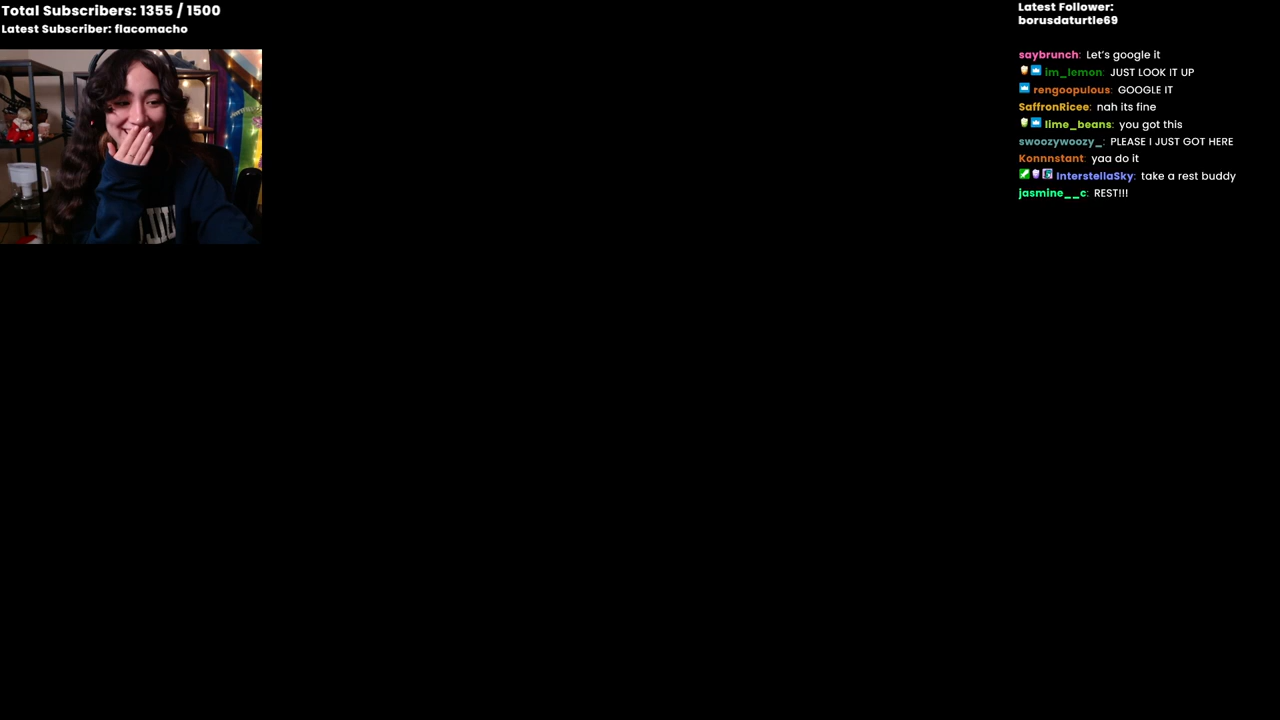 Total Subscribers: 1355 / 1500
Latest Subscriber: flacomacho
Latest Follower:
borusdaturtle69
saybrunch: Let's google it
im_lemon: JUST LOOK IT UP
rengoopulous: GOOGLE IT
SaffronRicee: nah its fine
lime_beans: you got this
swoozywoozy_: PLEASE I JUST GOT HERE
Konnnstant: yaa do it
InterstellaSky: take a rest buddy
jasmine__c: REST!!!